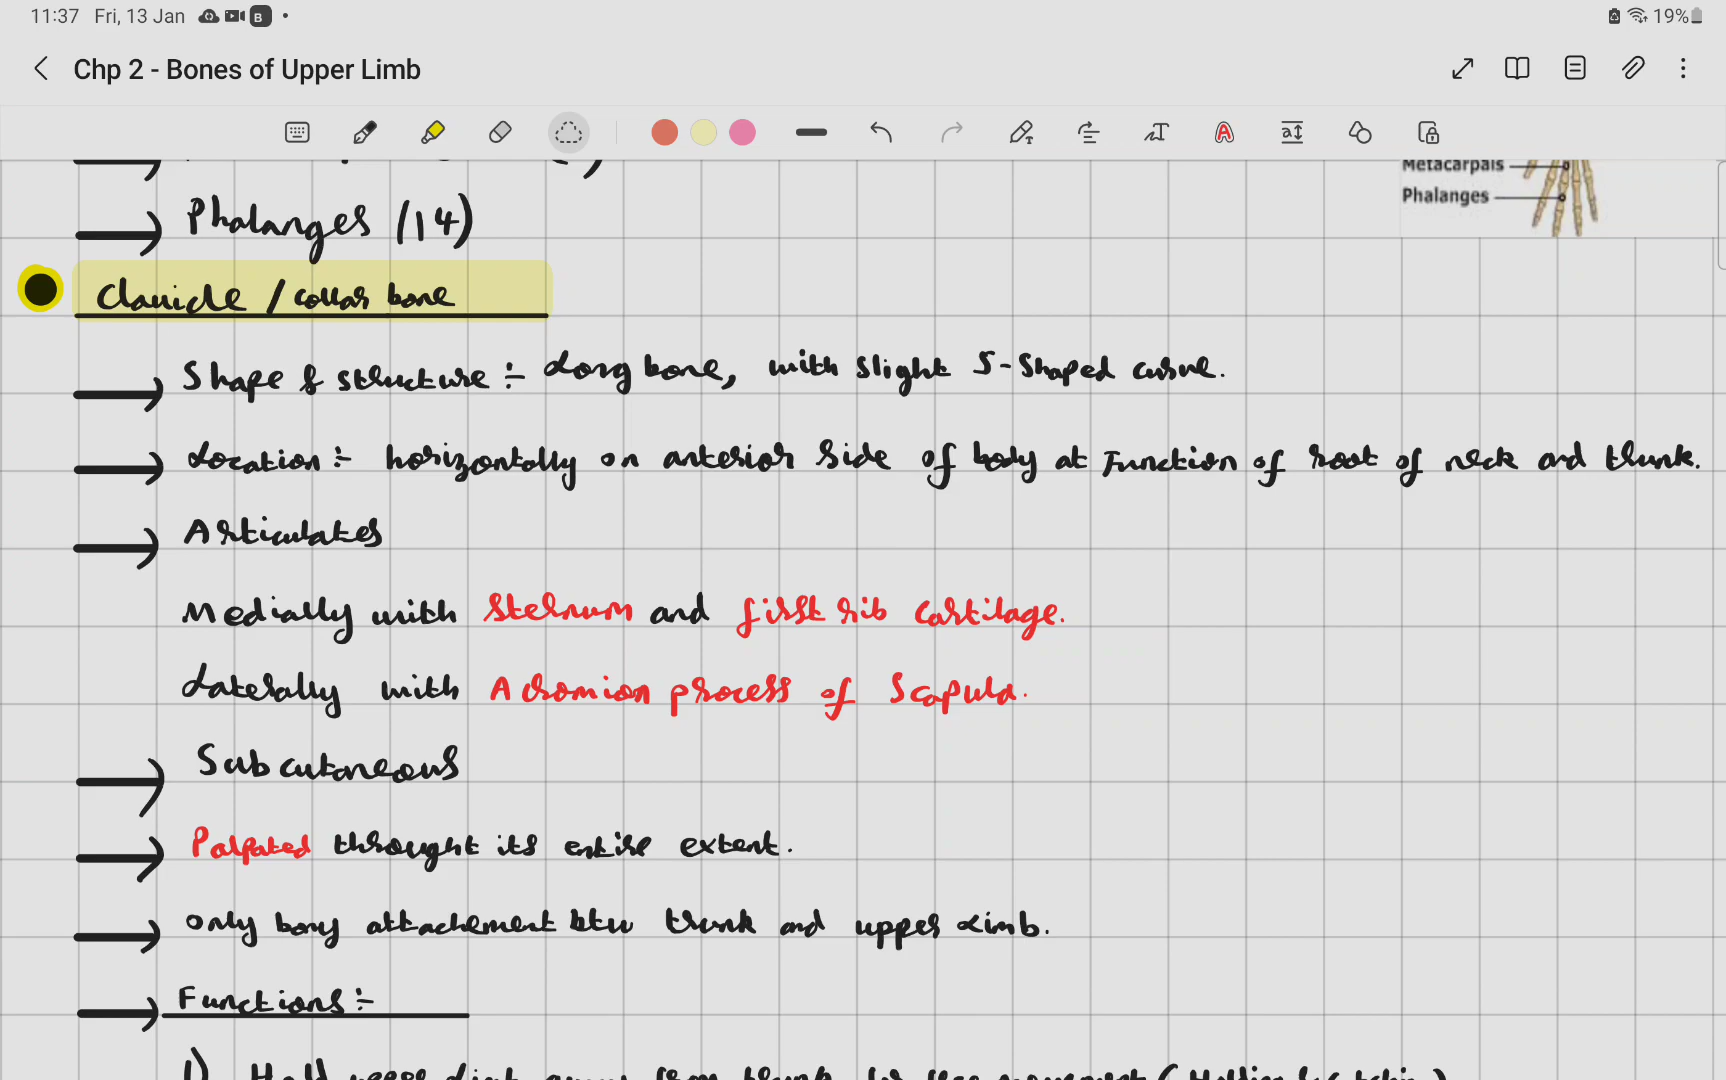 11:37 Fri, 13 Jan
19%
Chp 2 - Bones of Upper Limb
Metacarpals
Phalanges
Phalanges (14)
Clavicle / collar bone
Shape & structure :- Long bone, with slight S-Shaped curve.
Location :- horizontally on anterior side of body at Function of root of neck and trunk.
Articulates
Medially with Sternum and first rib cartilage.
Laterally with Acromion process of Scapula.
Subcutaneous
Palpated throught its entire extent.
only bony attachement btw trunk and upper Limb.
Functions :-
1)